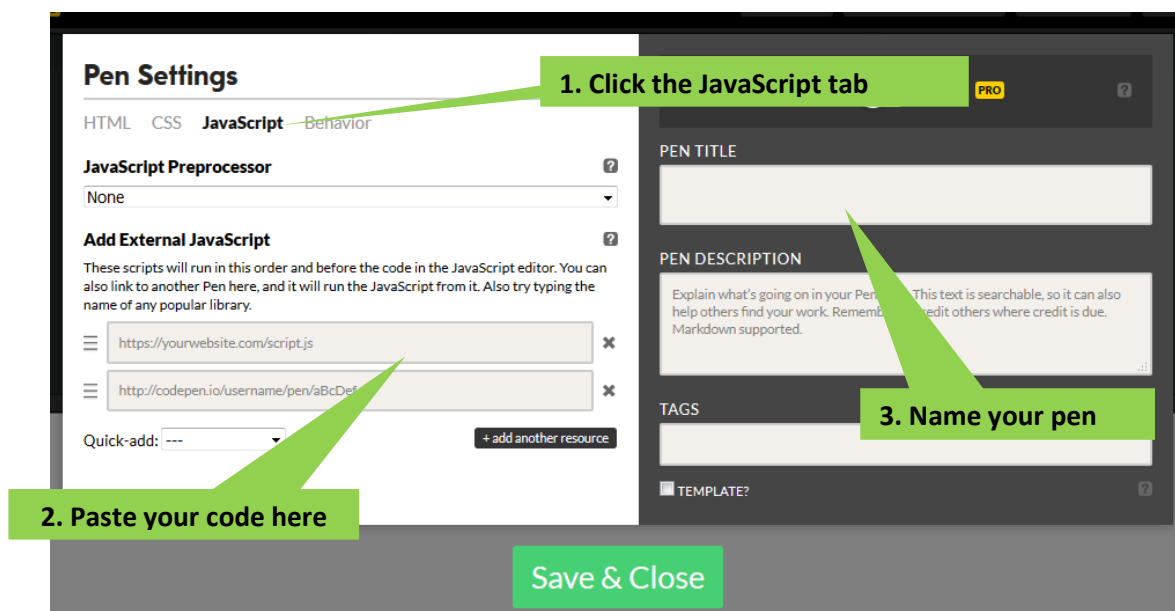 Pen Settings
1. Click the JavaScript tab
PRO
?
HTML CSS JavaScript Behavior
JavaScript Preprocessor ?
None
Add External JavaScript ?
These scripts will run in this order and before the code in the JavaScript editor. You can
also link to another Pen here, and it will run the JavaScript from it. Also try typing the
name of any popular library.
https://yourwebsite.com/script.js
http://codepen.io/username/pen/aBcDef
Quick-add: ---
+ add another resource
2. Paste your code here
PEN TITLE
PEN DESCRIPTION
Explain what's going on in your Pen This text is searchable, so it can also
help others find your work. credit others where credit is due.
Markdown supported.
TAGS
3. Name your pen
TEMPLATE? ?
Save & Close